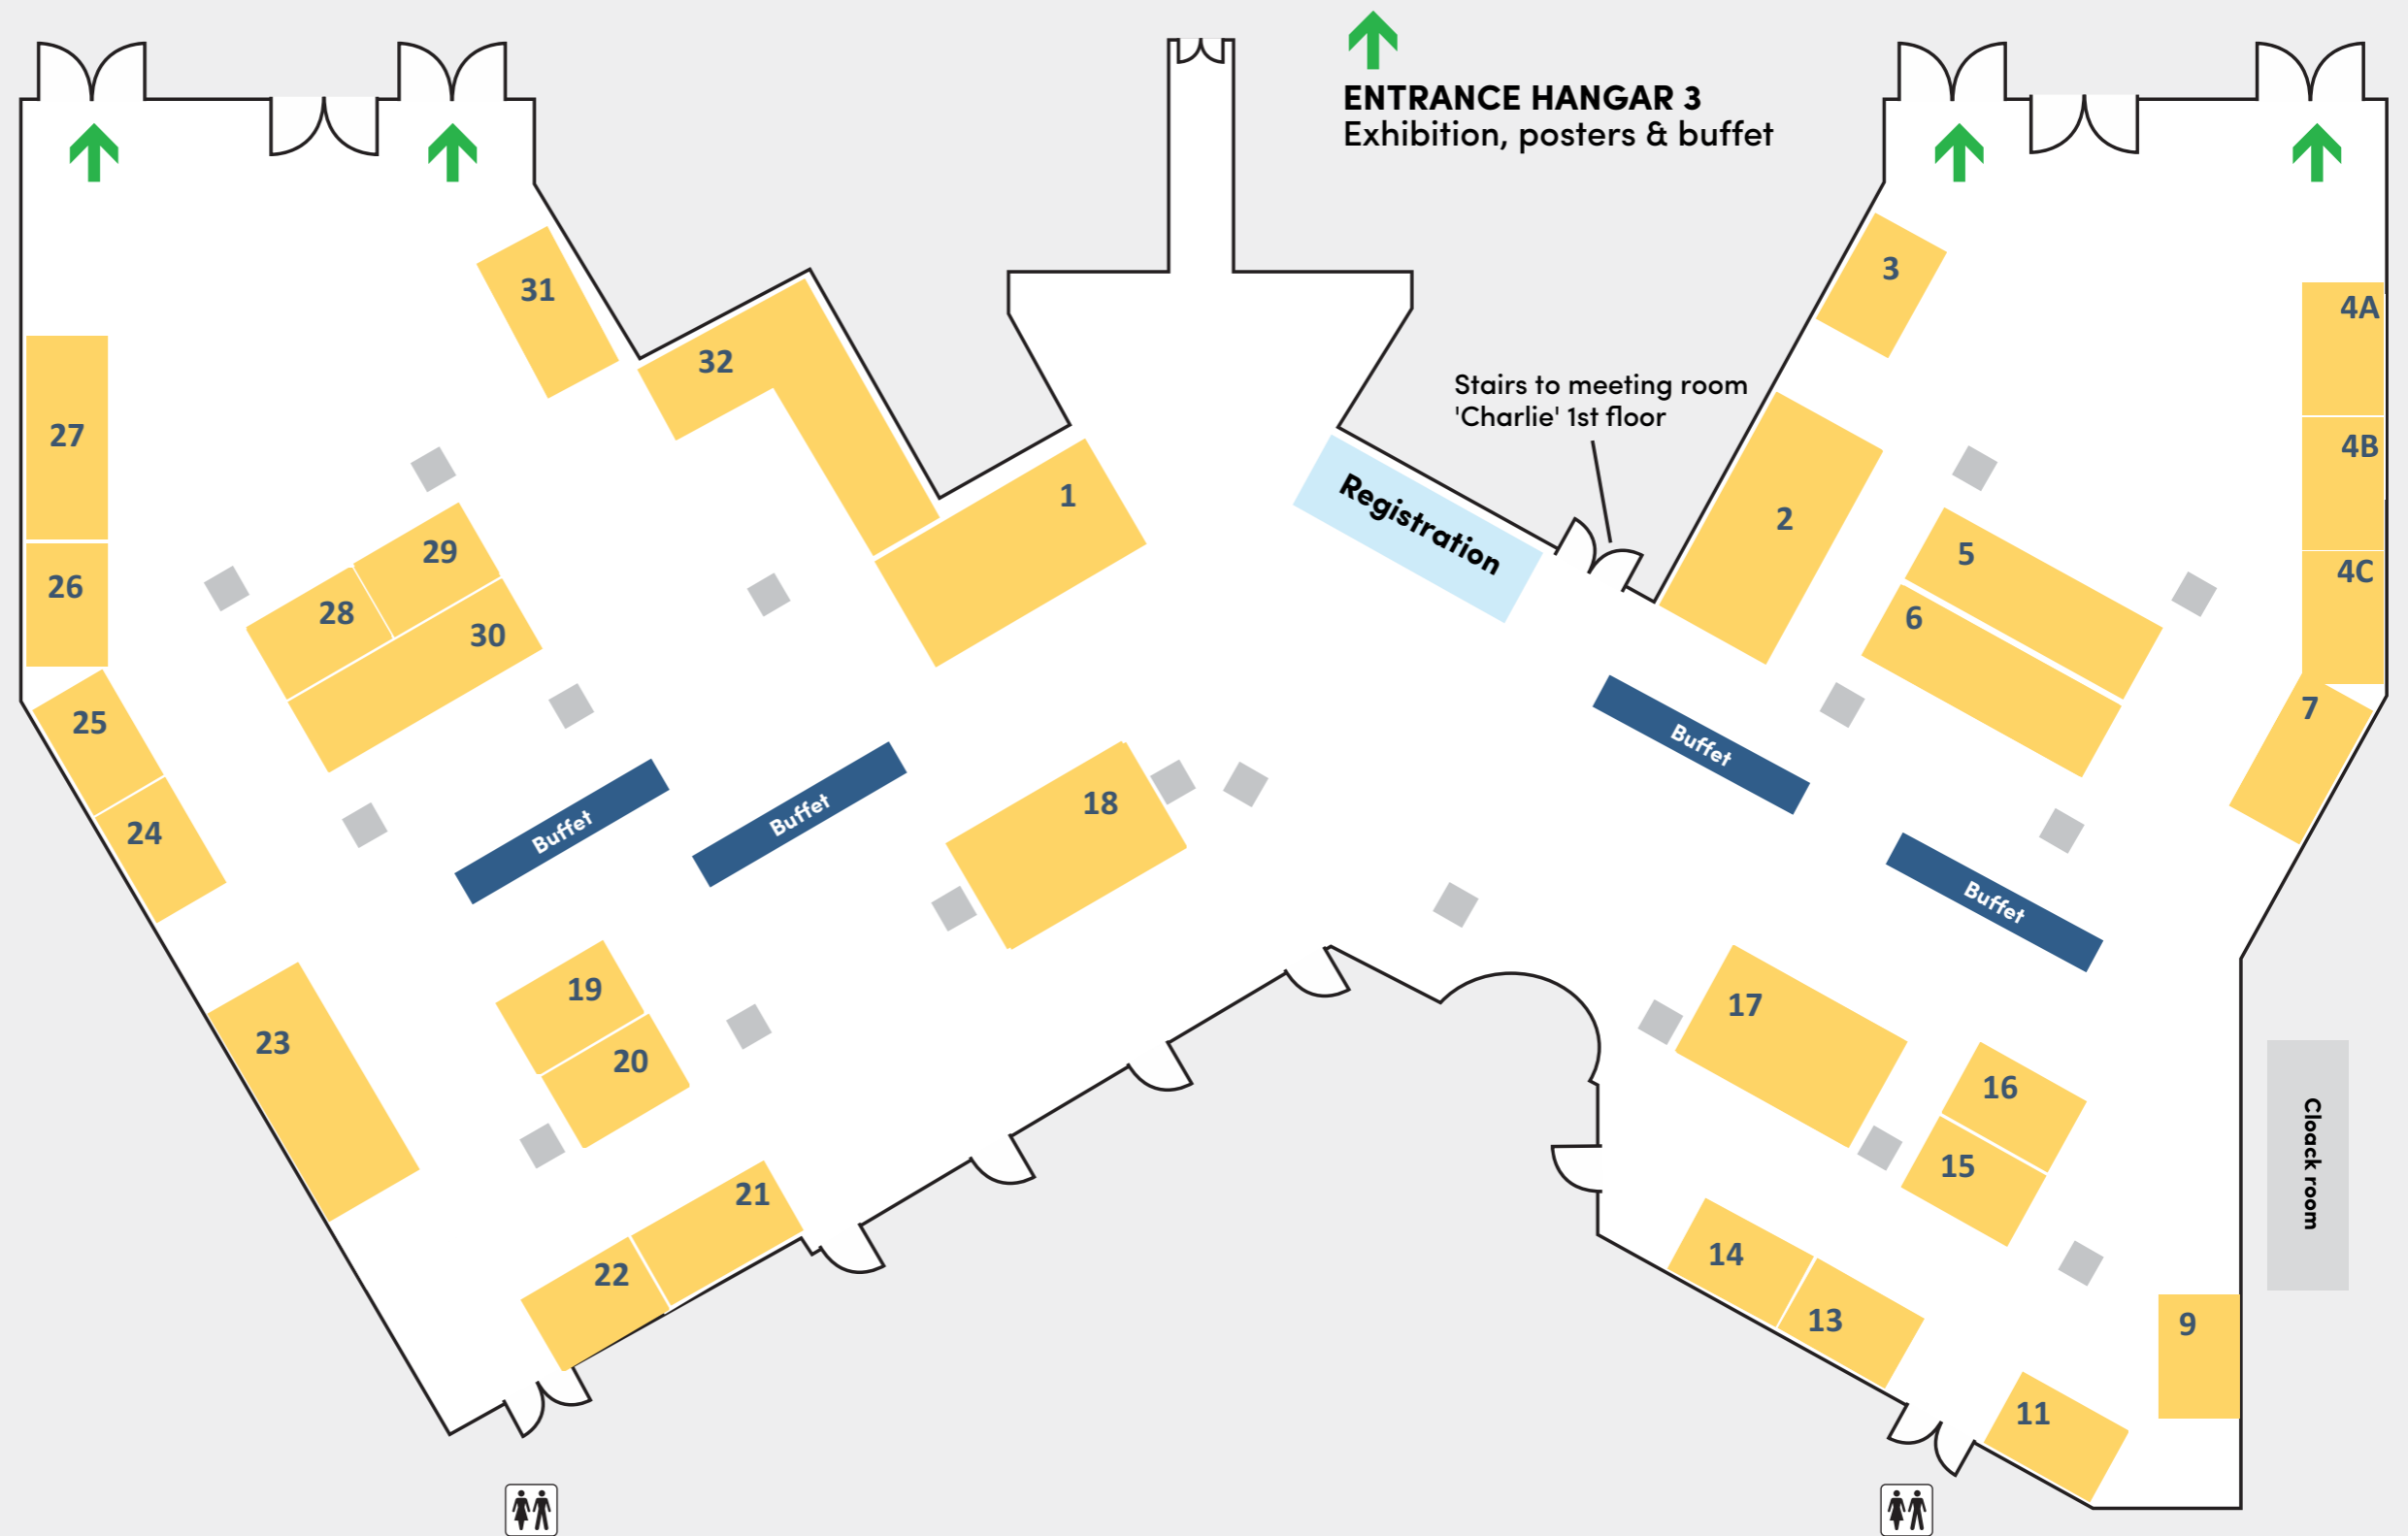 ENTRANCE HANGAR 3
Exhibition, posters & buffet
31
3
32
4A
Stairs to meeting room
'Charlie' 1st floor
27
4B
1
Registration
2
29
5
4C
26
28
6
30
25
7
Buffet
24
Buffet
Buffet
18
Buffet
19
17
23
20
16
15
Cloack room
21
22
14
13
9
11